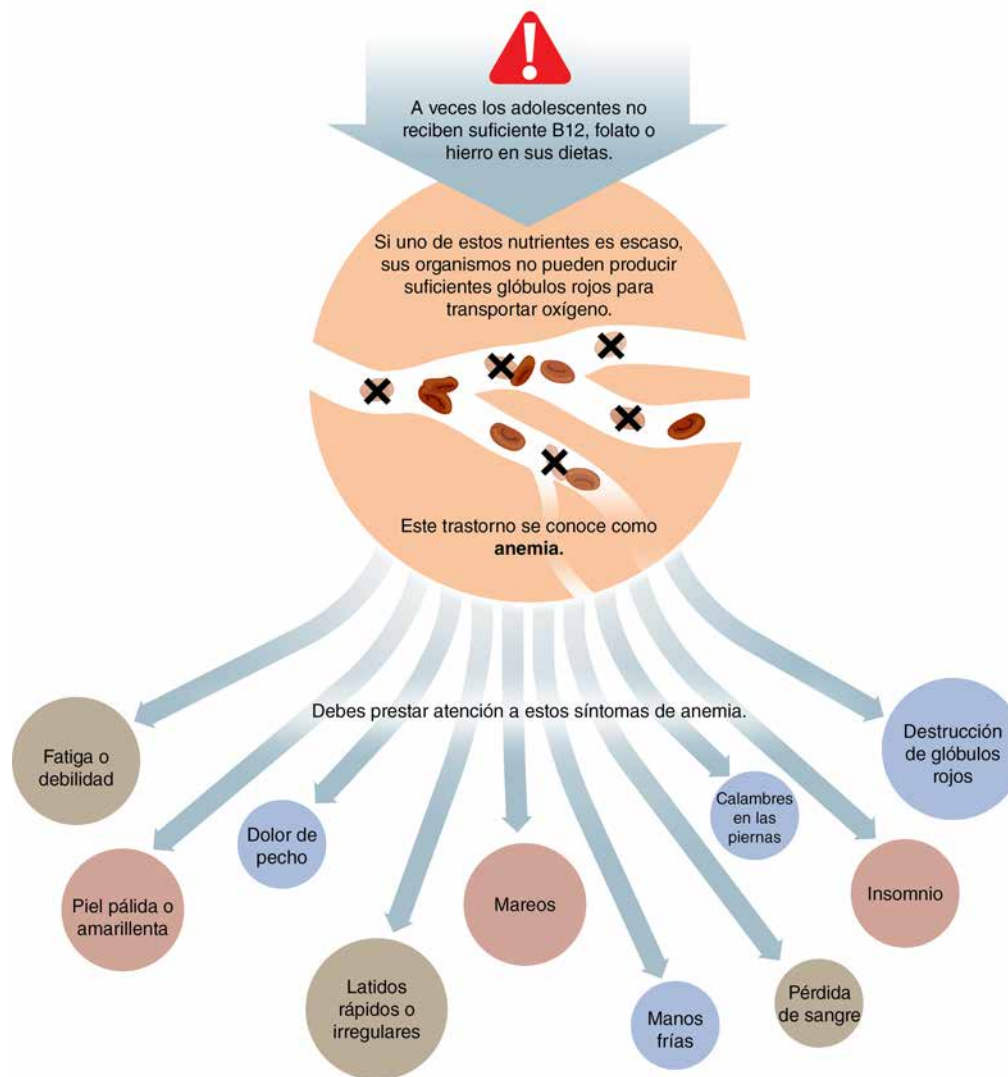 A veces los adolescentes no
reciben suficiente B12, folato o
hierro en sus dietas.
Si uno de estos nutrientes es escaso,
sus organismos no pueden producir
suficientes glóbulos rojos para
transportar oxígeno.
Este trastorno se conoce como
anemia.
Debes prestar atención a estos síntomas de anemia.
Fatiga o
debilidad
Piel pálida o
amarillenta
Dolor de
pecho
Latidos
rápidos o
irregulares
Mareos
Manos
frías
Calambres
en las
piernas
Pérdida
de sangre
Insomnio
Destrucción
de glóbulos
rojos